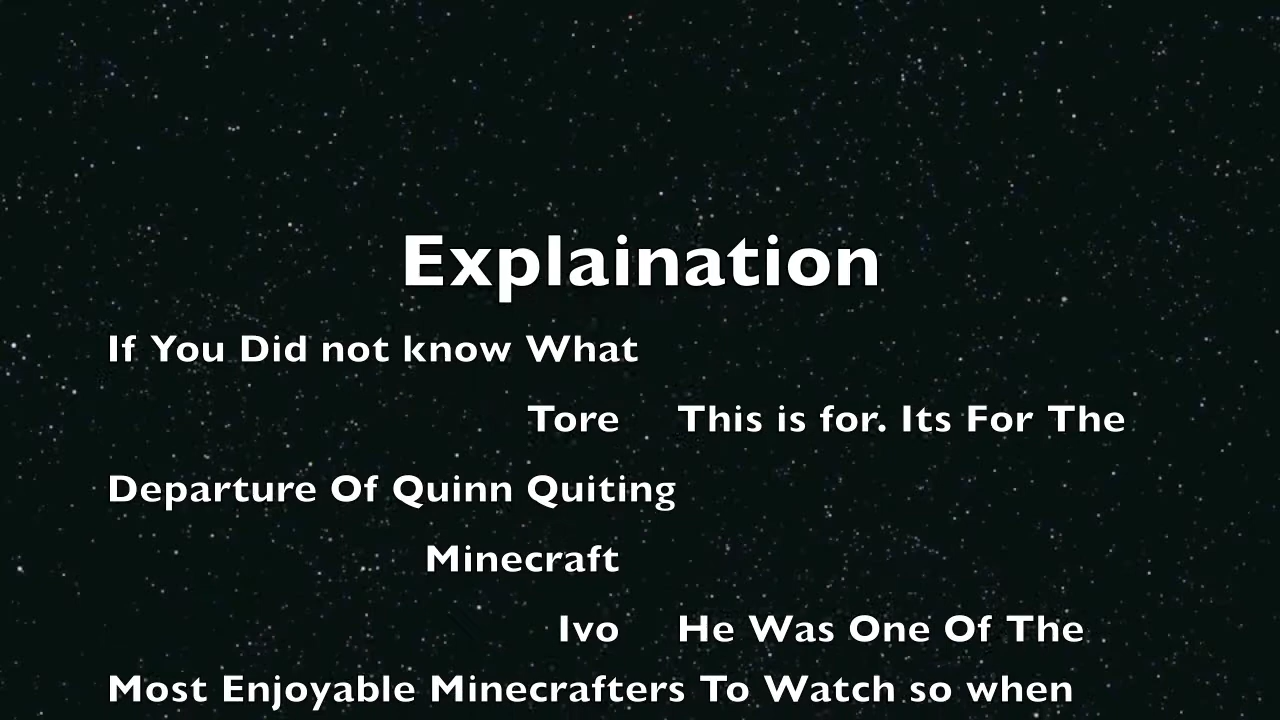 Explaination
If You Did not know What
Tore This is for. Its For The
Departure Of Quinn Quiting
Minecraft
Ivo He Was One Of The
Most Enjoyable Minecrafters To Watch so when